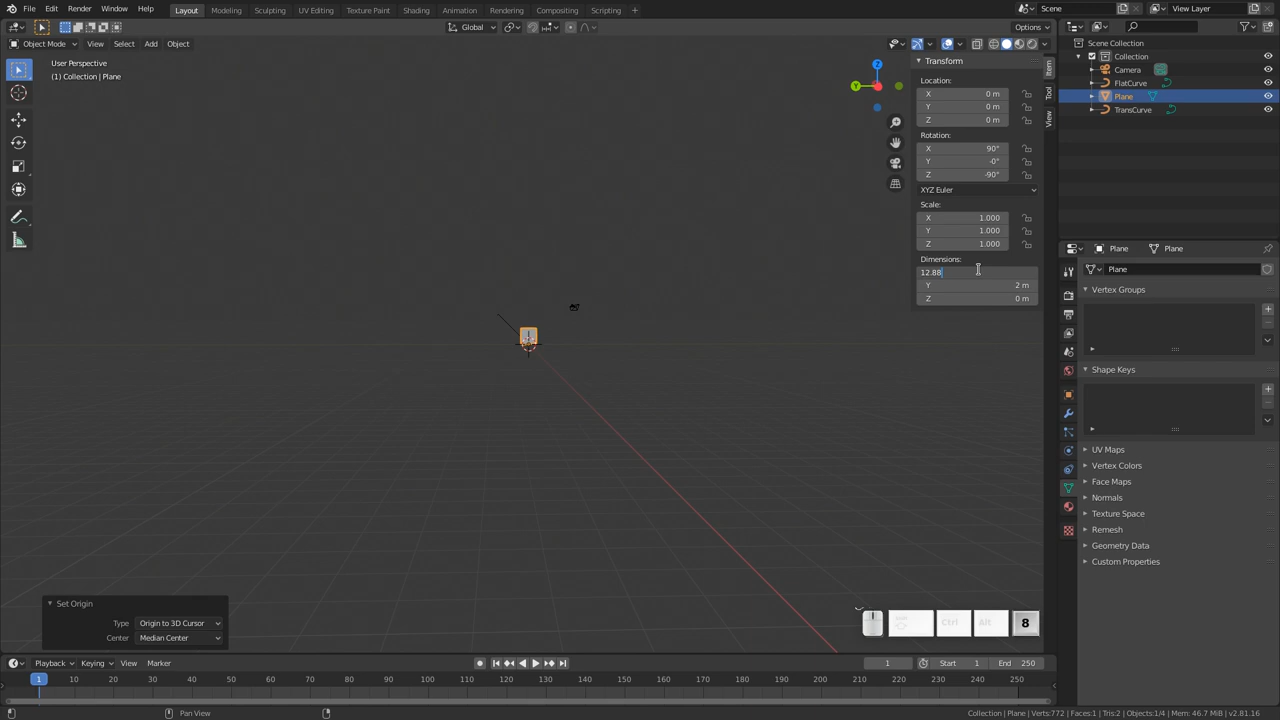 File Edit Render Window Help Layout Modeling Sculpting UV Editing Texture Paint Shading Animation Rendering Compositing Scripting + Scene View Layer
Global Options
Object Mode View Select Add Object
User Perspective
(1) Collection | Plane
Z
Y
Transform
Location:
X 0 m
Y 0 m
Z 0 m
Rotation:
X 90°
Y -0°
Z -90°
XYZ Euler
Scale:
X 1.000
Y 1.000
Z 1.000
Dimensions:
12.88
Y 2 m
Z 0 m
Item
Tool
View
Scene Collection
Collection
Camera
FlatCurve
Plane
TransCurve
Plane Plane
Plane
Vertex Groups
Shape Keys
UV Maps
Vertex Colors
Face Maps
Normals
Texture Space
Remesh
Geometry Data
Custom Properties
Set Origin
Type Origin to 3D Cursor
Center Median Center
Ctrl Alt 8
Playback Keying View Marker 1 Start 1 End 250
1 10 20 30 40 50 60 70 80 90 100 110 120 130 140 150 160 170 180 190 200 210 220 230 240 250
Pan View
Collection | Plane | Verts:772 | Faces:1 | Tris:2 | Objects:1/4 | Mem: 46.7 MiB | v2.81.16